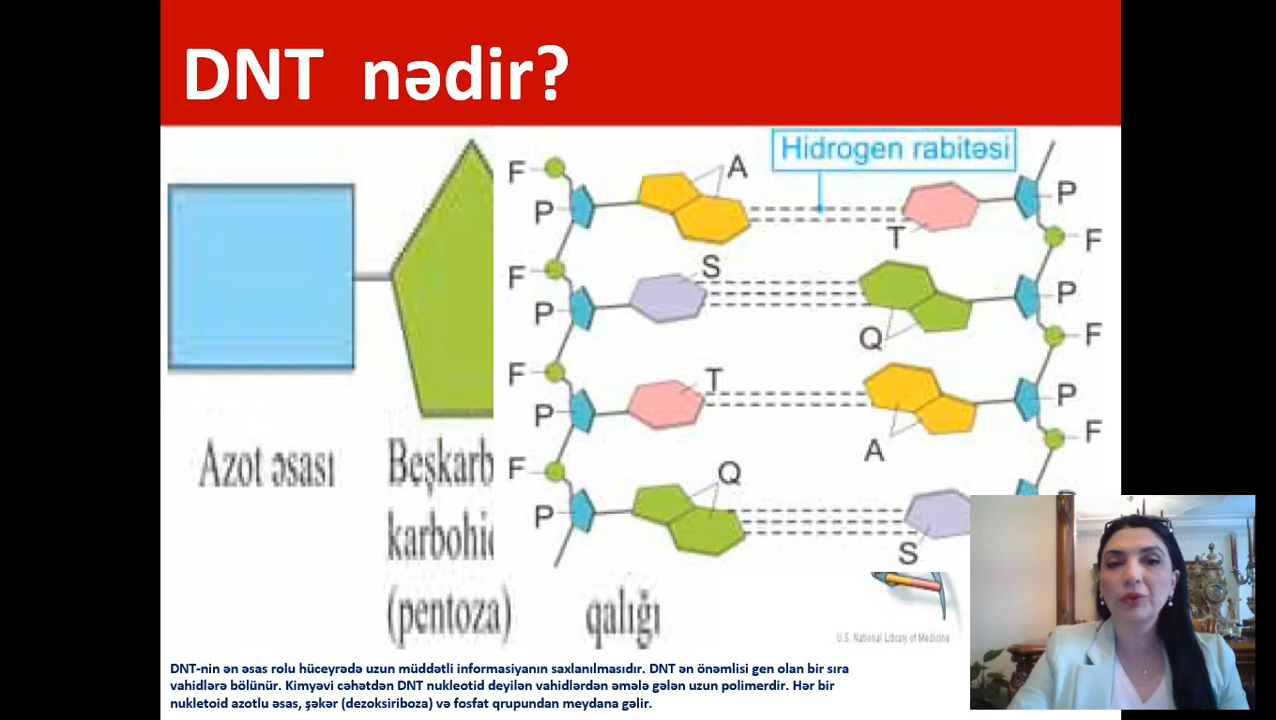 DNT nədir?
Hidrogen rabitəsi
F
A
P
P
T
F
S
F
P
P
Q
F
F
T
P
P
A
F
F
Q
P
S
Azot əsası
Beşkarb
karbohid
(pentoza)
qalığı
U.S. National Library of Medicine
DNT-nin ən əsas rolu hüceyrədə uzun müddətli informasiyanın saxlanılmasıdır. DNT ən önəmlisi gen olan bir sıra
vahidlərə bölünür. Kimyəvi cəhətdən DNT nukleotid deyilən vahidlərdən əmələ gələn uzun polimerdir. Hər bir
nukletoid azotlu əsas, şəkər (dezoksiriboza) və fosfat qrupundan meydana gəlir.